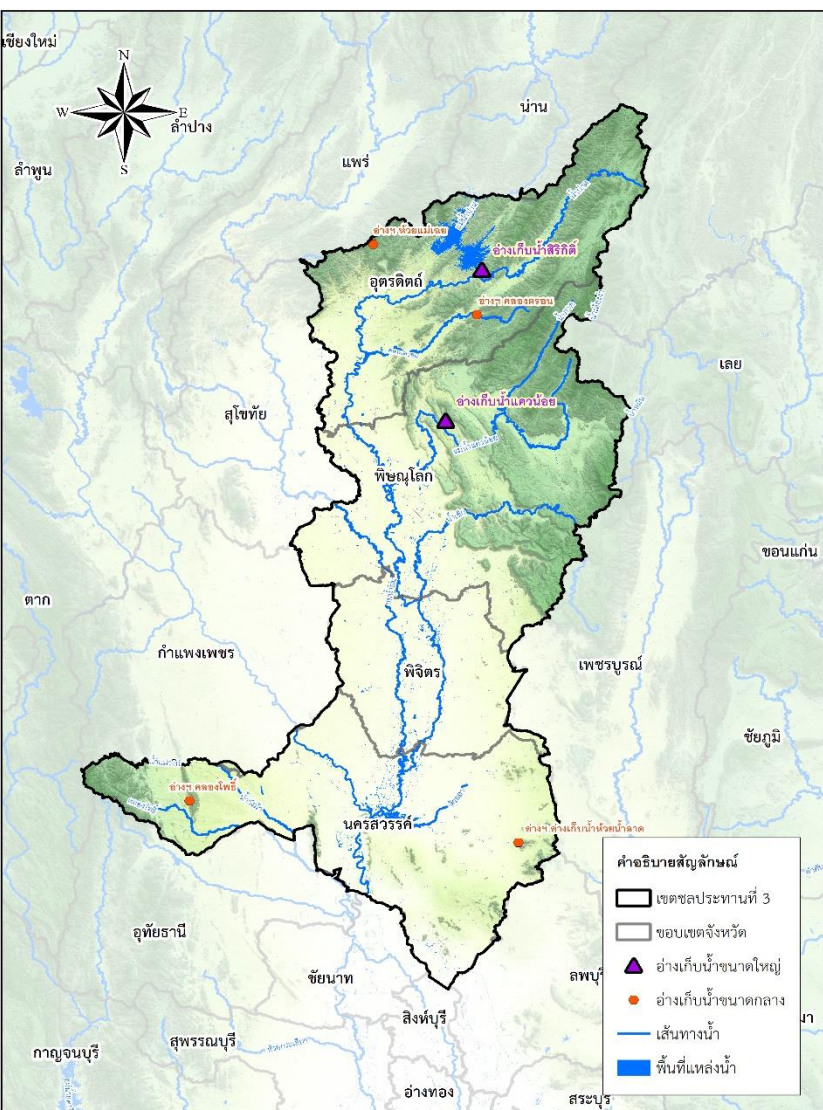 เชียงใหม่
N
W
E
S
ลำปาง
น่าน
แพร่
ลำพูน
อ่างฯ ห้วยแม่เฉย
อ่างเก็บน้ำสิริกิติ์
อุตรดิตถ์
อ่างฯ คลองตรอน
เลย
อ่างเก็บน้ำแควน้อย
สุโขทัย
พิษณุโลก
ขอนแก่น
ตาก
กำแพงเพชร
เพชรบูรณ์
พิจิตร
ชัยภูมิ
อ่างฯ คลองโพธิ์
นครสวรรค์
อ่างฯ อ่างเก็บน้ำห้วยน้ำลาด
คำอธิบายสัญลักษณ์
เขตชลประทานที่ 3
ขอบเขตจังหวัด
อ่างเก็บน้ำขนาดใหญ่
อ่างเก็บน้ำขนาดกลาง
เส้นทางน้ำ
พื้นที่แหล่งน้ำ
อุทัยธานี
ชัยนาท
ลพบุรี
สิงห์บุรี
มา
สุพรรณบุรี
กาญจนบุรี
อ่างทอง
สระบุรี